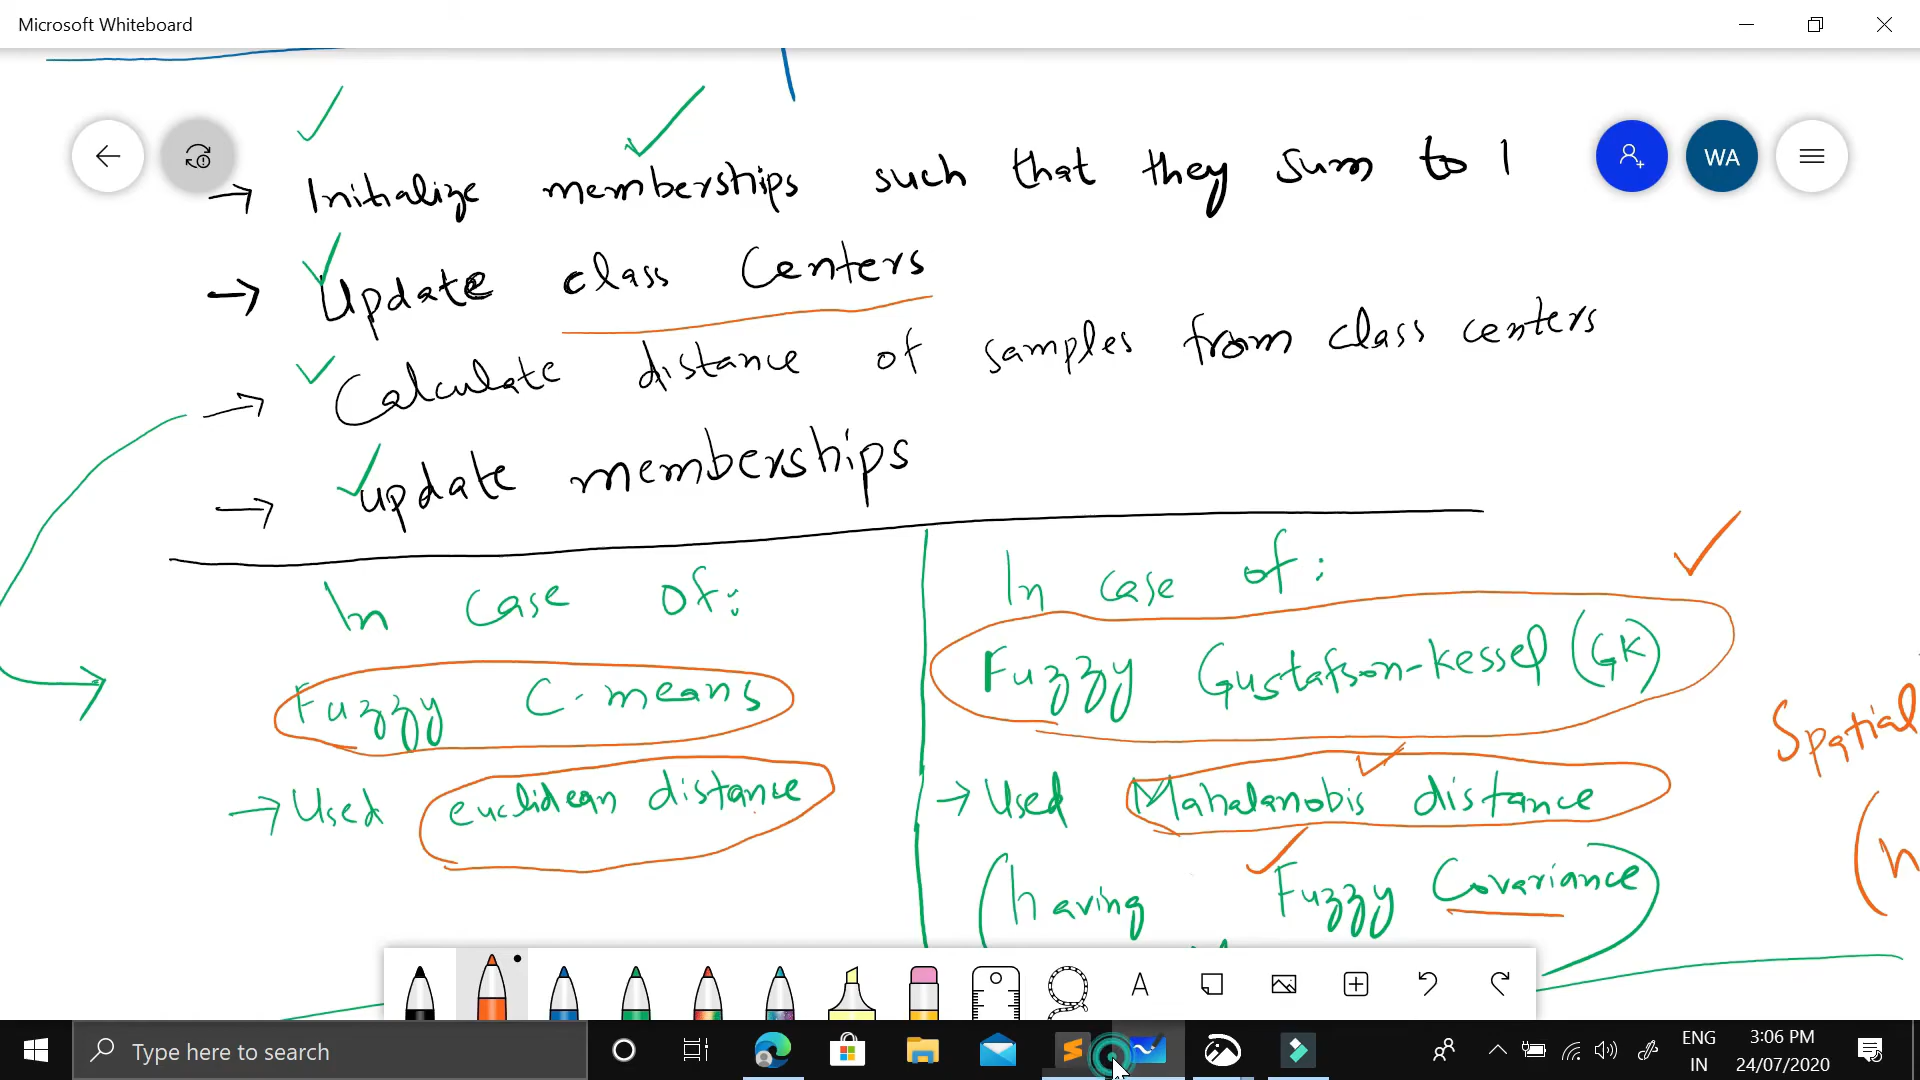 Microsoft Whiteboard
WA
→ Initialize memberships such that they sum to 1
→ Update class Centers
→ Calculate distance of samples from class centers
→ update memberships
In case of:
Fuzzy C-means
→ Used euclidean distance
In case of:
Fuzzy Gustafson-kessel (GK)
→ Used Mahalanobis distance
(having Fuzzy Covariance
Spatial
(n
A
Type here to search
ENG
IN
3:06 PM
24/07/2020